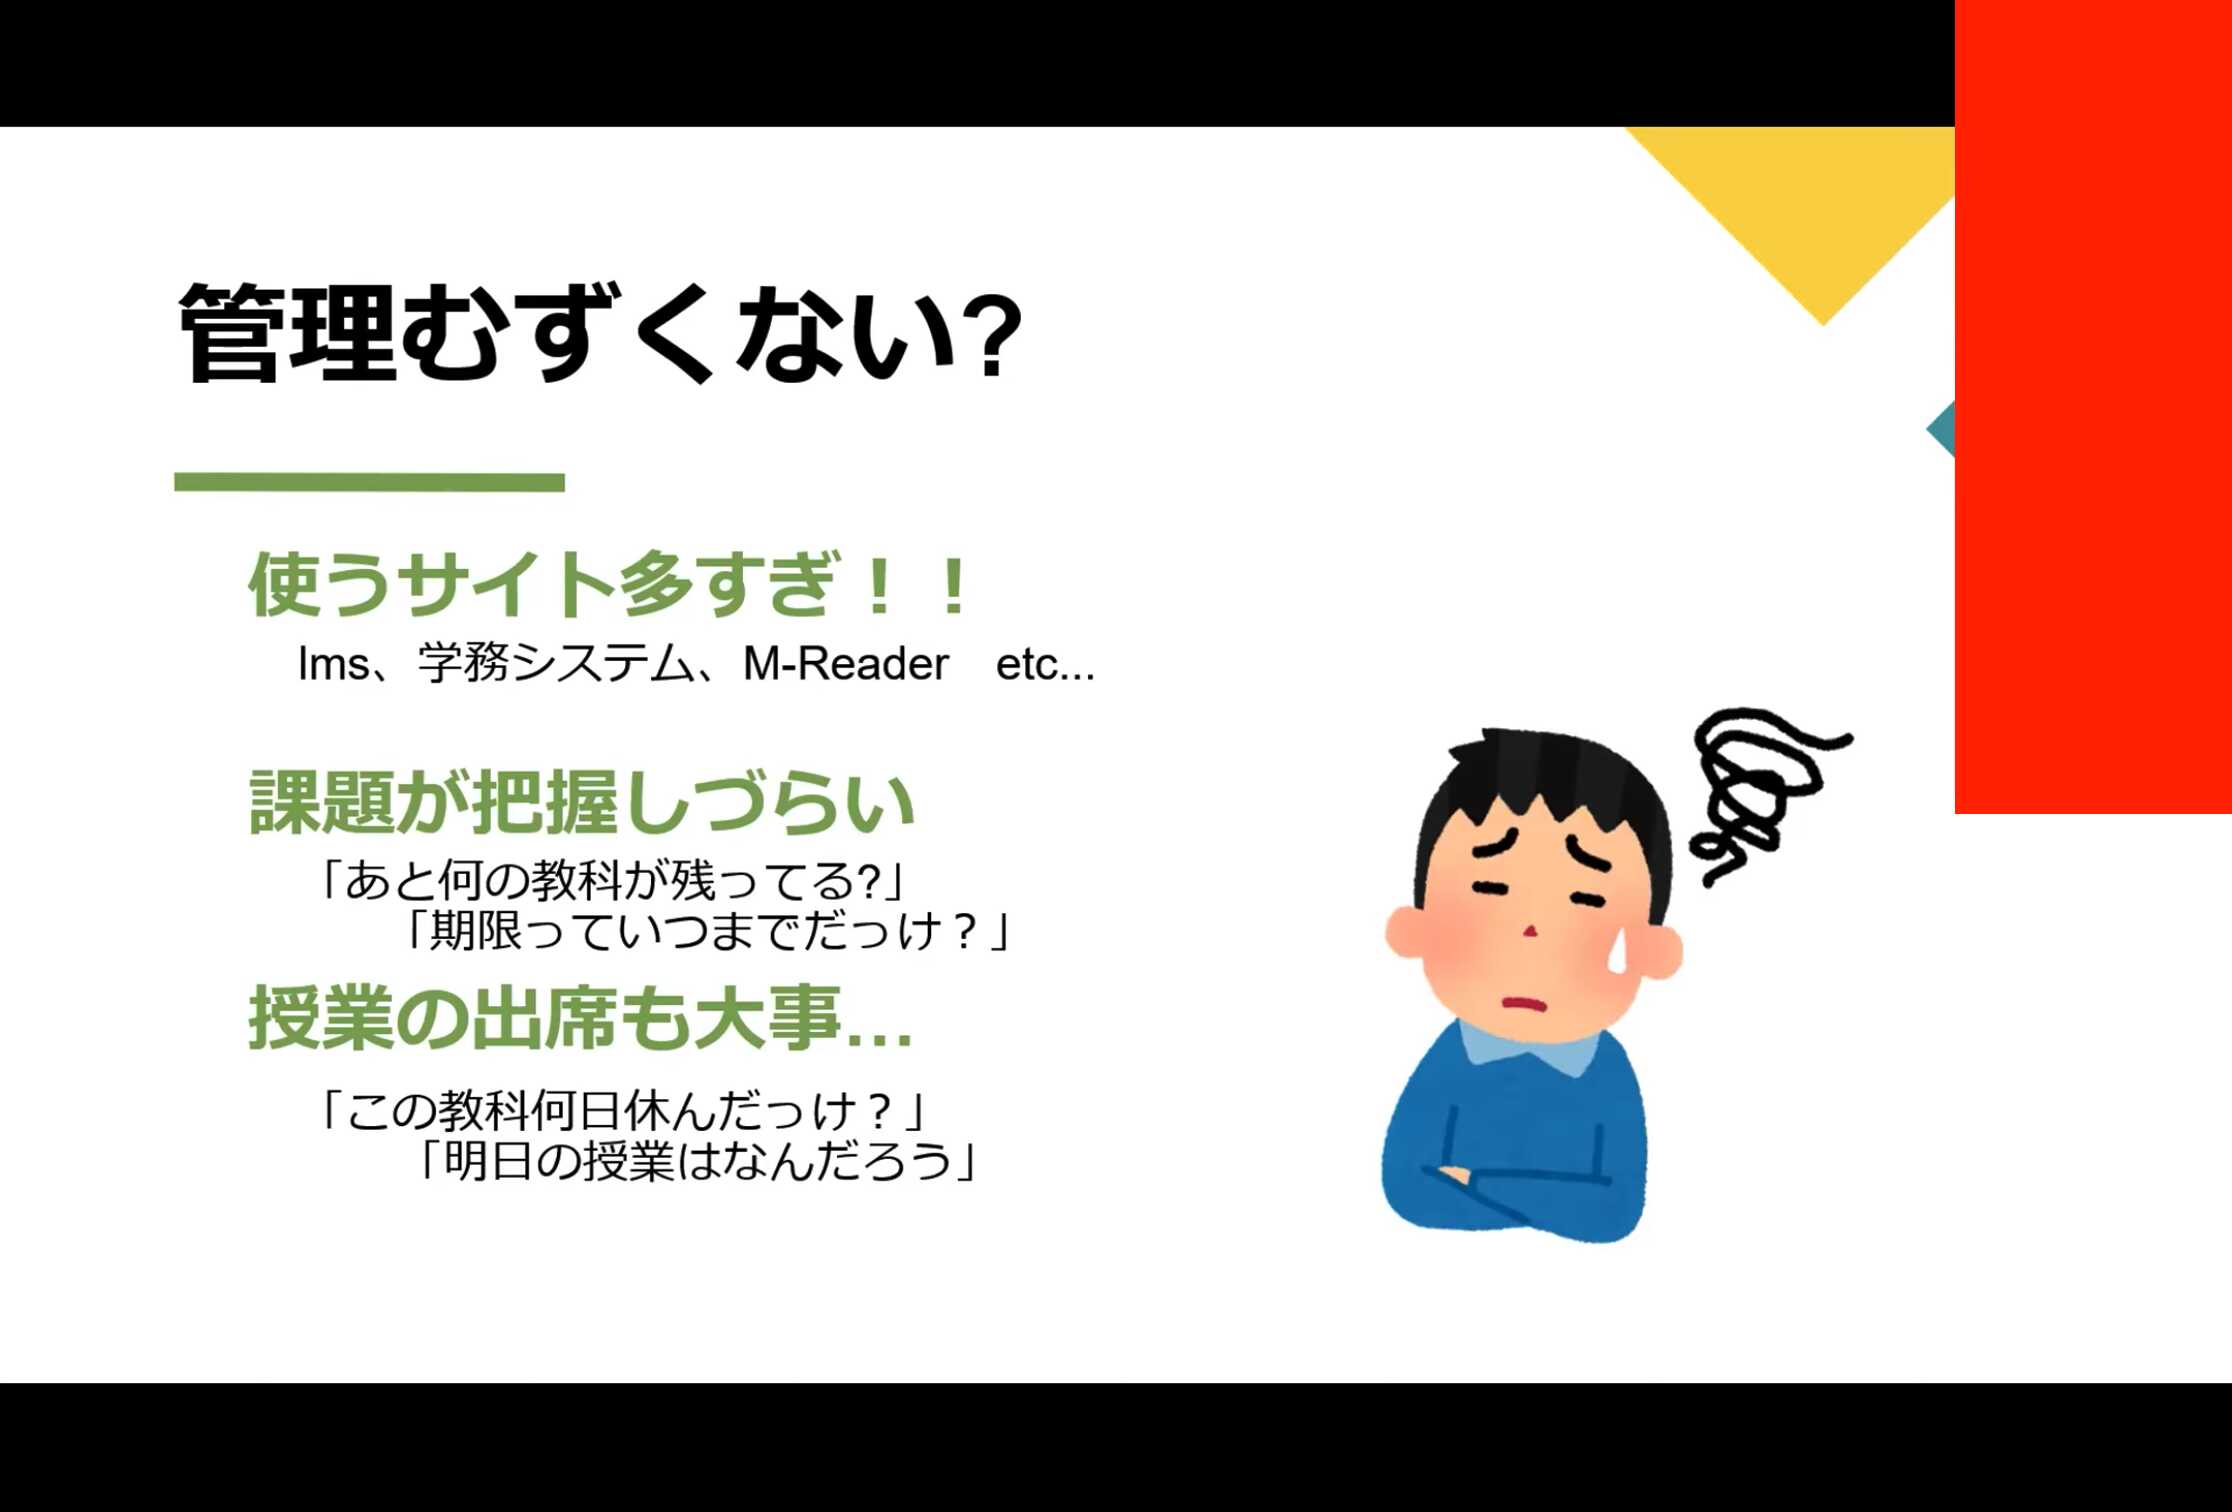 管理むずくない?
使うサイト多すぎ！！
lms、学務システム、M-Reader　etc...
課題が把握しづらい
「あと何の教科が残ってる?」
「期限っていつまでだっけ？」
授業の出席も大事...
「この教科何日休んだっけ？」
「明日の授業はなんだろう」